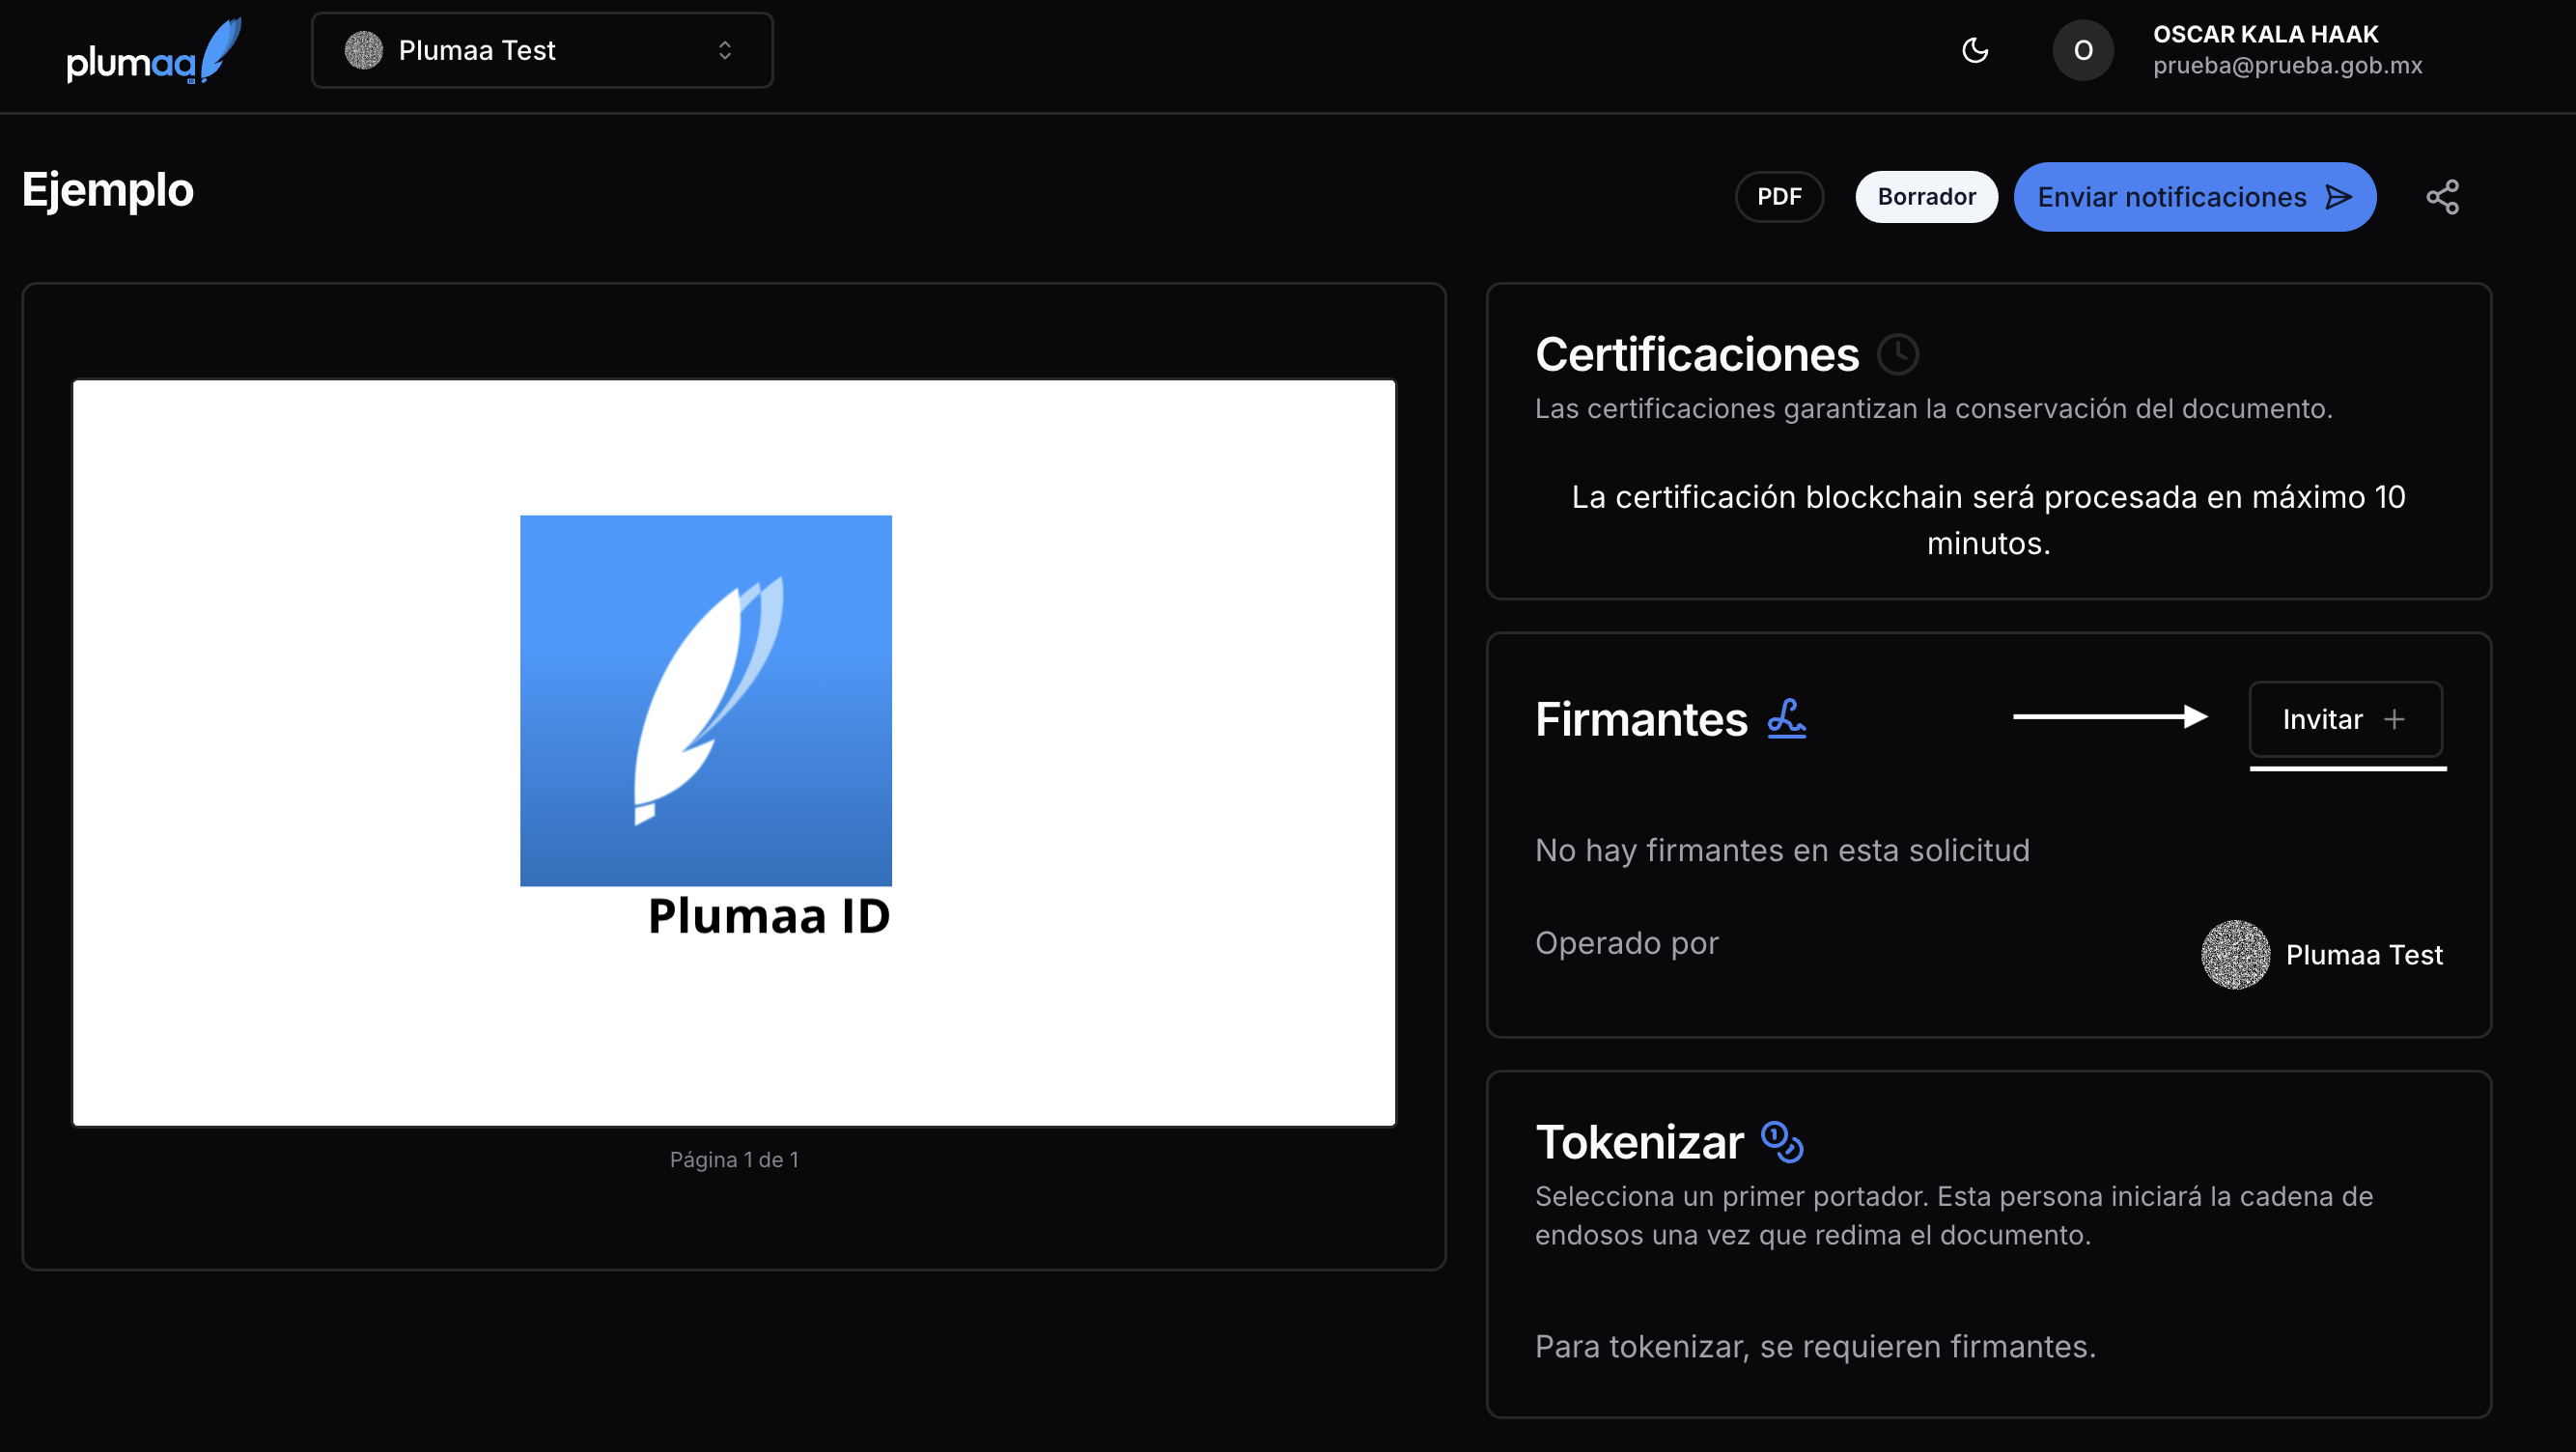 plumaa
Plumaa Test
O
OSCAR KALA HAAK
prueba@prueba.gob.mx
Ejemplo
PDF
Borrador
Enviar notificaciones
Plumaa ID
Página 1 de 1
Certificaciones
Las certificaciones garantizan la conservación del documento.
La certificación blockchain será procesada en máximo 10
minutos.
Firmantes
Invitar +
No hay firmantes en esta solicitud
Operado por
Plumaa Test
Tokenizar
Selecciona un primer portador. Esta persona iniciará la cadena de
endosos una vez que redima el documento.
Para tokenizar, se requieren firmantes.